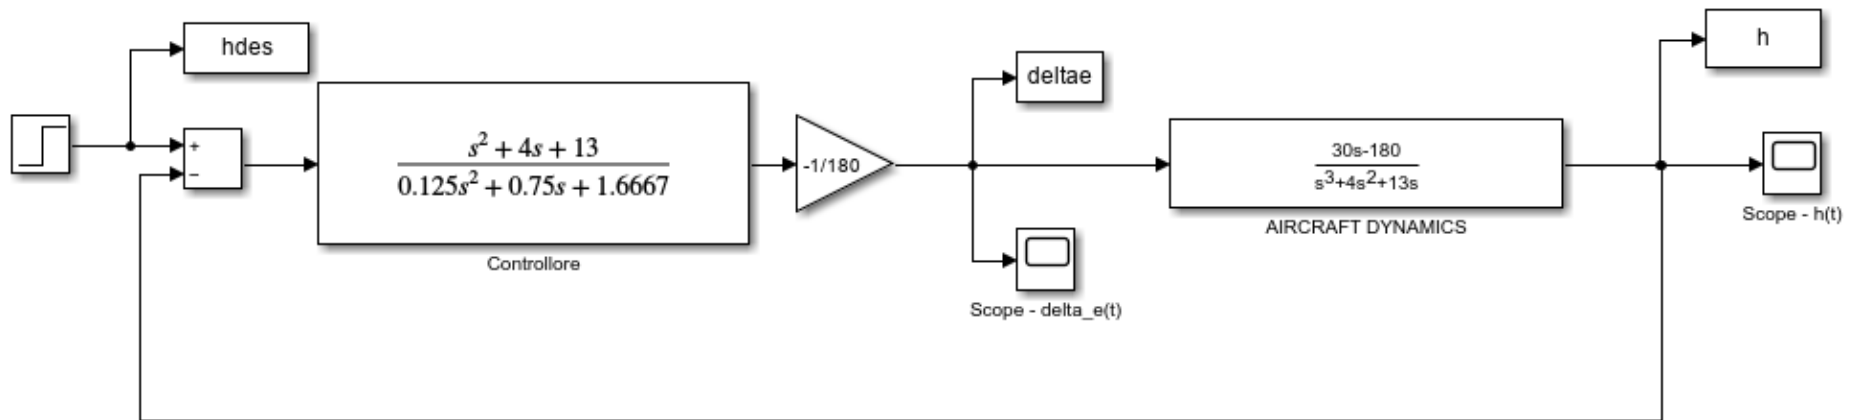 hdes
+
−
s² + 4s + 13
0.125s² + 0.75s + 1.6667
Controllore
-1/180
deltae
Scope - delta_e(t)
30s-180
s³+4s²+13s
AIRCRAFT DYNAMICS
h
Scope - h(t)